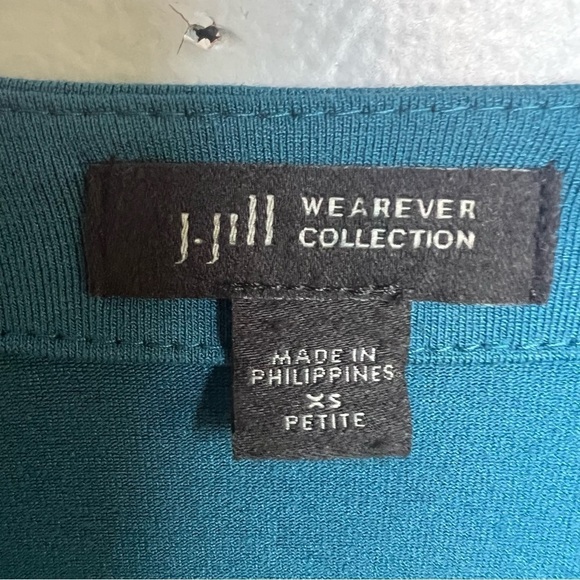 J.Jill WEAREVER
COLLECTION
MADE IN
PHILIPPINES
XS
PETITE